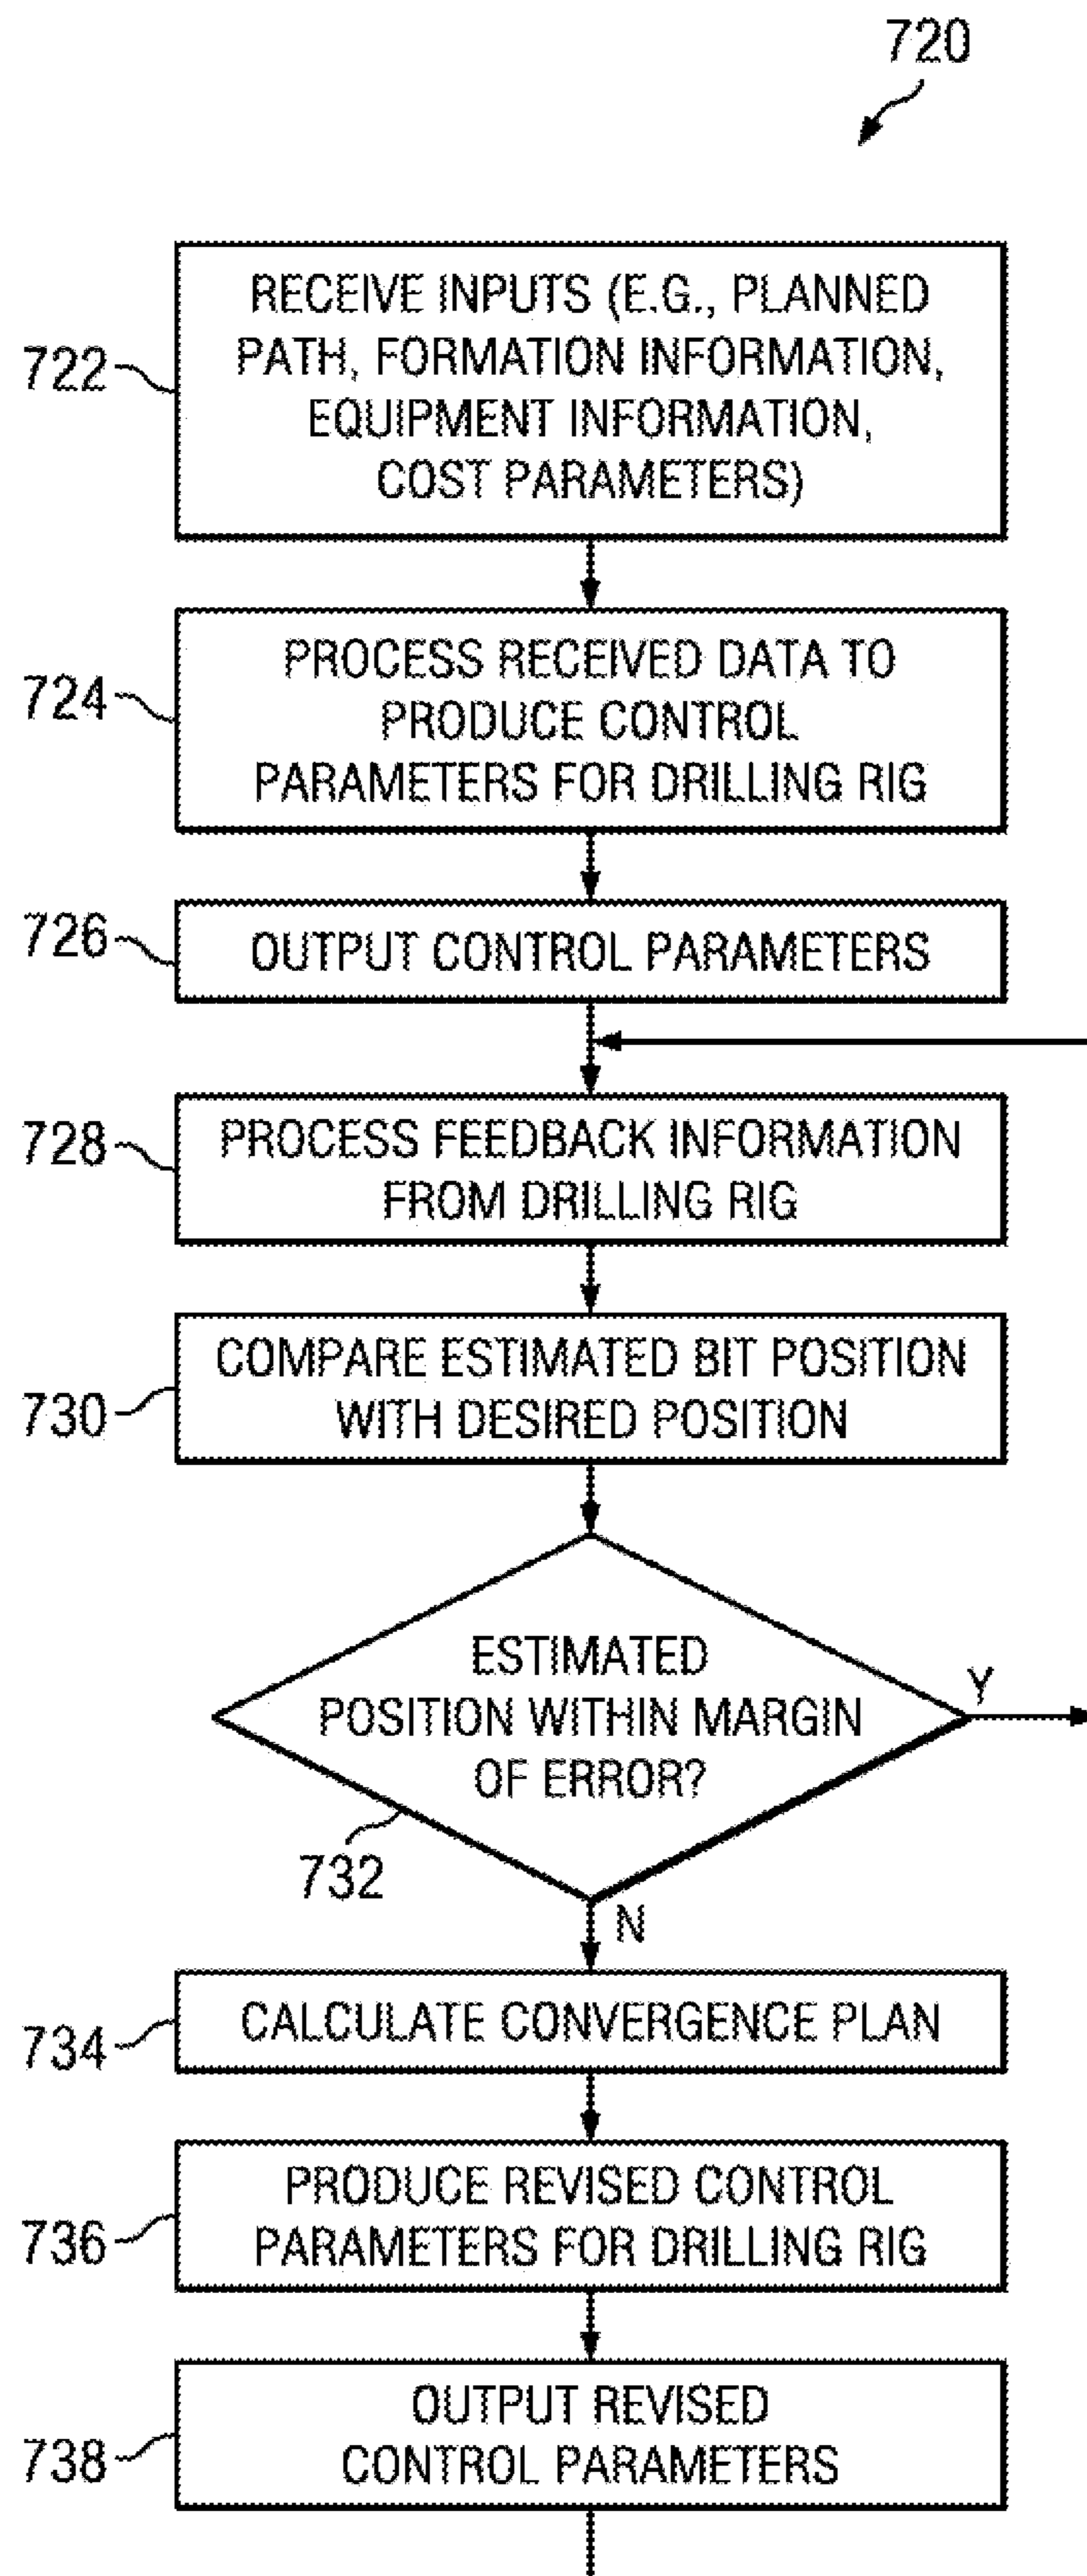 720
722
RECEIVE INPUTS (E.G., PLANNED
PATH, FORMATION INFORMATION,
EQUIPMENT INFORMATION,
COST PARAMETERS)
724
PROCESS RECEIVED DATA TO
PRODUCE CONTROL
PARAMETERS FOR DRILLING RIG
726
OUTPUT CONTROL PARAMETERS
728
PROCESS FEEDBACK INFORMATION
FROM DRILLING RIG
730
COMPARE ESTIMATED BIT POSITION
WITH DESIRED POSITION
ESTIMATED
POSITION WITHIN MARGIN
OF ERROR?
Y
732
N
734
CALCULATE CONVERGENCE PLAN
736
PRODUCE REVISED CONTROL
PARAMETERS FOR DRILLING RIG
738
OUTPUT REVISED
CONTROL PARAMETERS